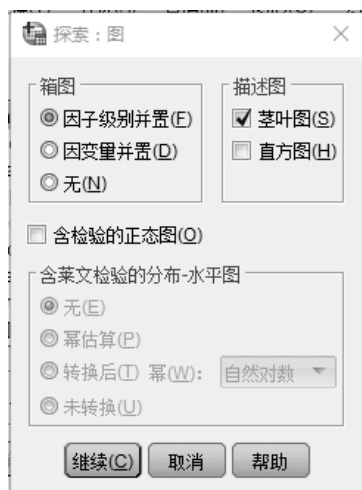 探索：图
箱图
因子级别并置(F)
因变量并置(D)
无(N)
描述图
茎叶图(S)
直方图(H)
含检验的正态图(O)
含莱文检验的分布-水平图
无(E)
幂估算(P)
转换后(T) 幂(W)： 自然对数
未转换(U)
继续(C) 取消 帮助